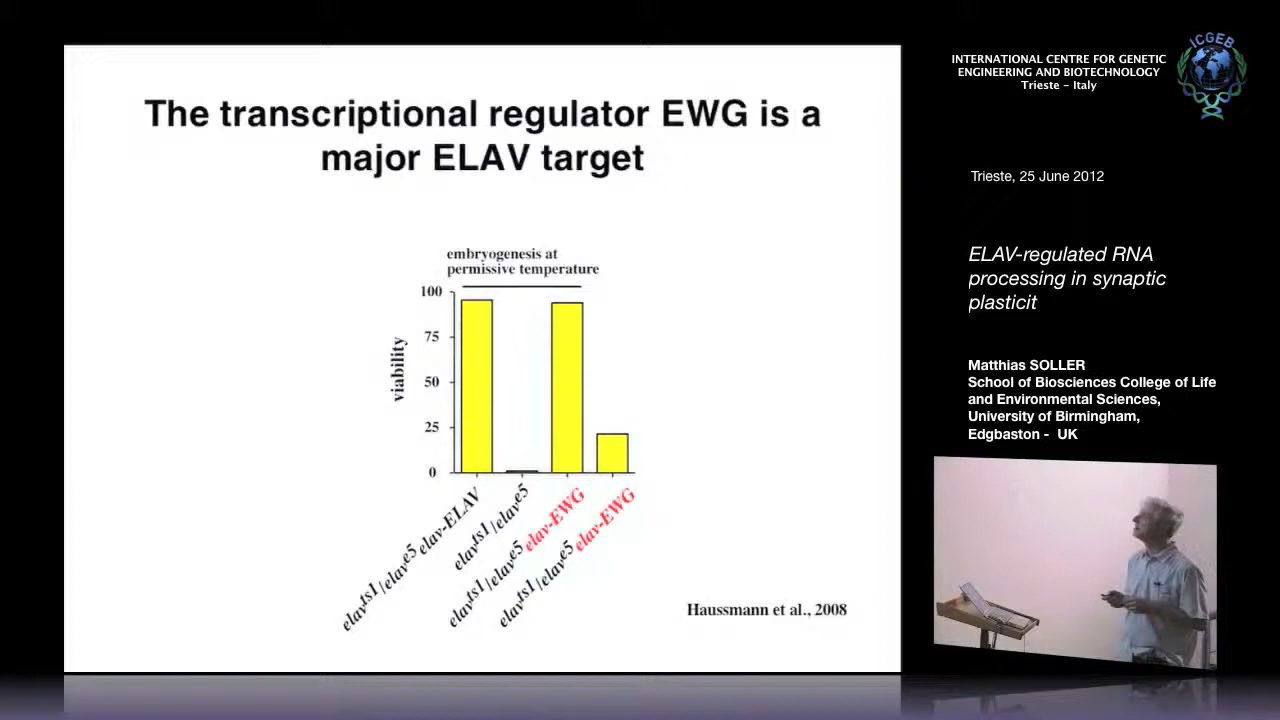 The transcriptional regulator EWG is a
major ELAV target
embryogenesis at
permissive temperature
100
75
50
25
0
viability
elavts1/elave5 elav-ELAV
elavts1/elave5
elavts1/elave5 elav-EWG
elavts1/elave5 elav-EWG
Haussmann et al., 2008
ICGEB
INTERNATIONAL CENTRE FOR GENETIC
ENGINEERING AND BIOTECHNOLOGY
Trieste - Italy
Trieste, 25 June 2012
ELAV-regulated RNA
processing in synaptic
plasticit
Matthias SOLLER
School of Biosciences College of Life
and Environmental Sciences,
University of Birmingham,
Edgbaston - UK